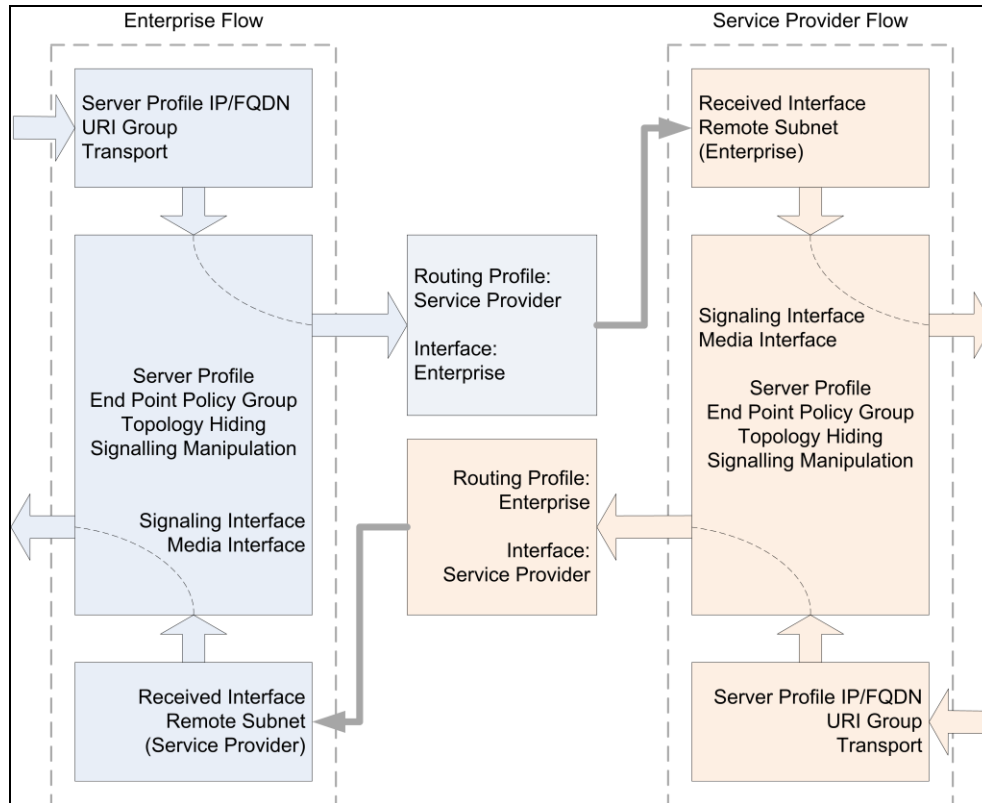 Enterprise Flow
Service Provider Flow
Server Profile IP/FQDN
URI Group
Transport
Received Interface
Remote Subnet
(Enterprise)
Routing Profile:
Service Provider
Interface:
Enterprise
Server Profile
End Point Policy Group
Topology Hiding
Signalling Manipulation
Signaling Interface
Media Interface
Signaling Interface
Media Interface
Server Profile
End Point Policy Group
Topology Hiding
Signalling Manipulation
Routing Profile:
Enterprise
Interface:
Service Provider
Received Interface
Remote Subnet
(Service Provider)
Server Profile IP/FQDN
URI Group
Transport